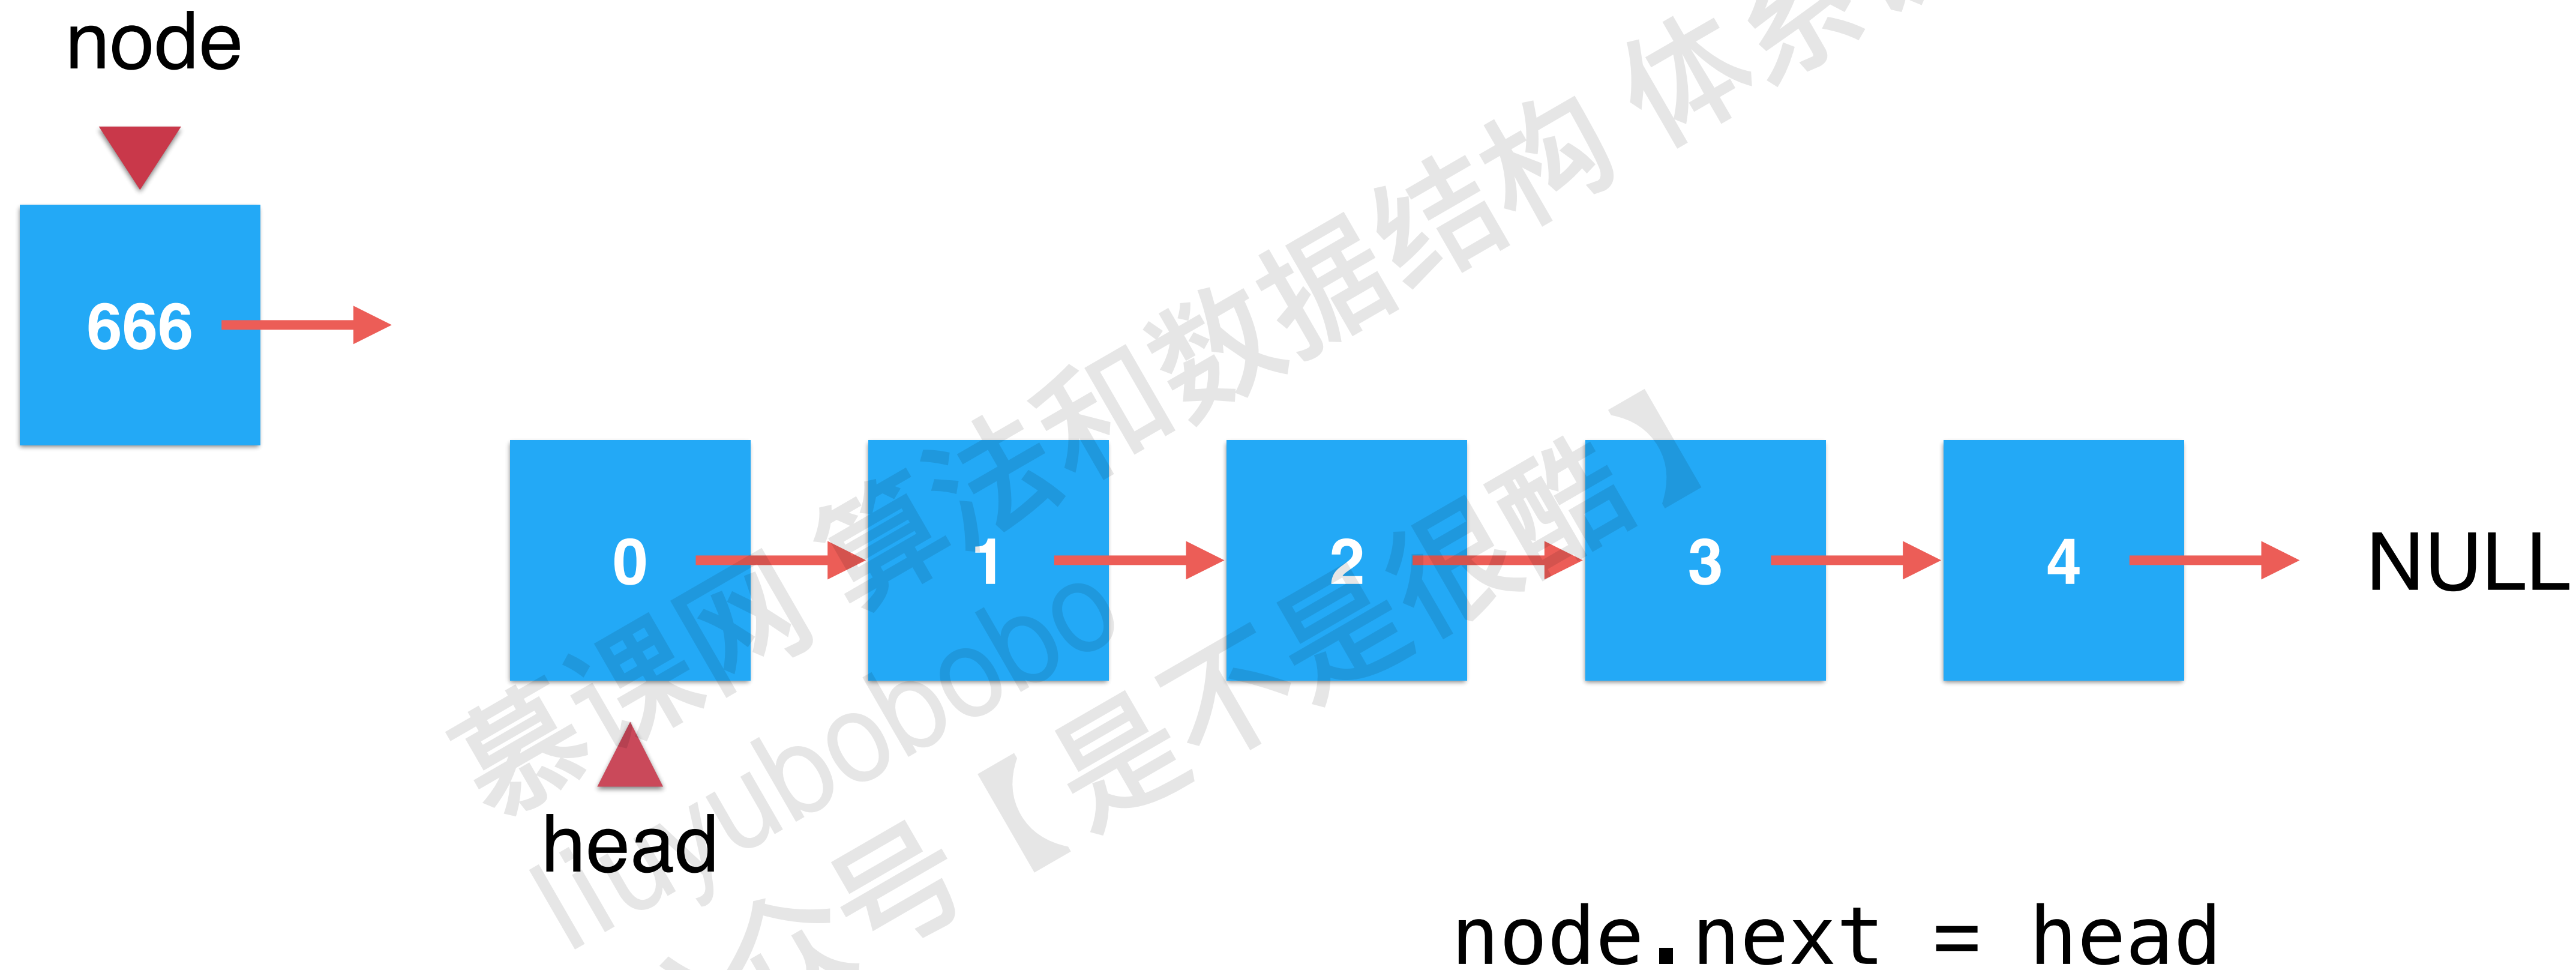 node
666
0 1 2 3 4 NULL
head
node.next = head
慕课网 算法和数据结构 体系
liuyubobobo
众号【是不是很酷】